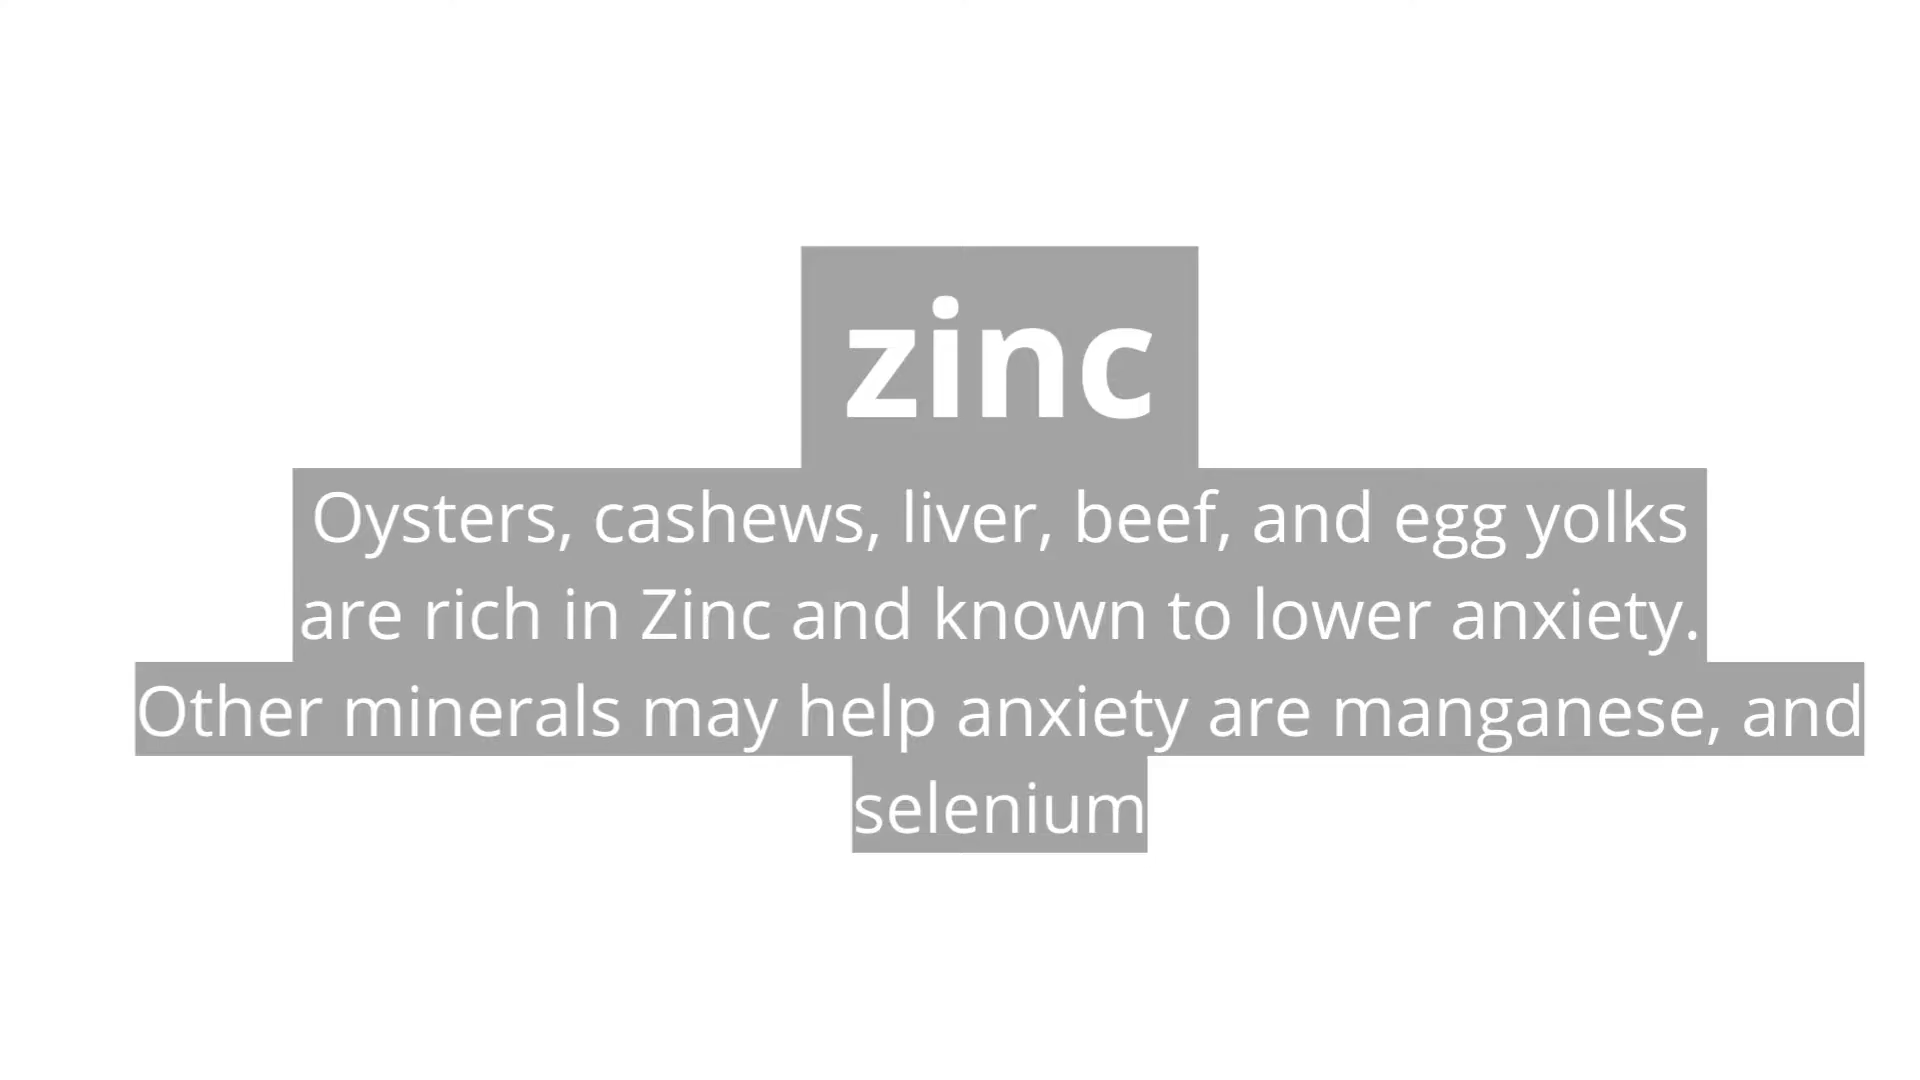 zinc
Oysters, cashews, liver, beef, and egg yolks
are rich in Zinc and known to lower anxiety.
Other minerals may help anxiety are manganese, and
selenium